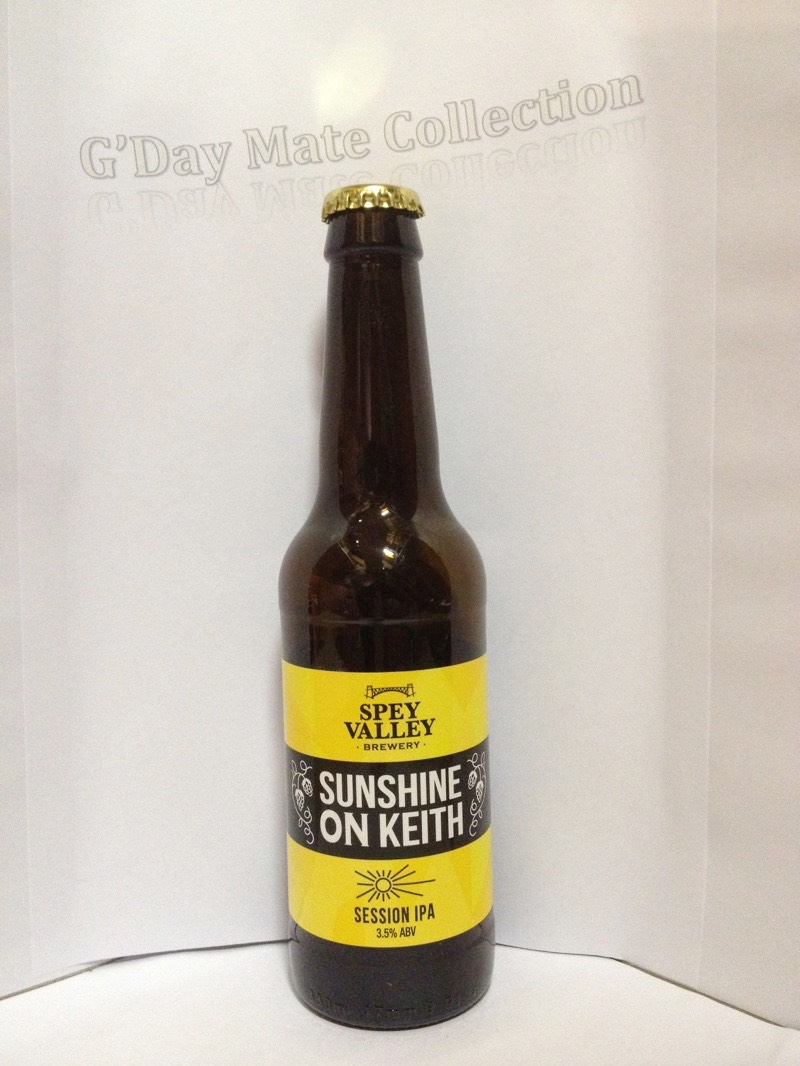 G'Day Mate Collection
SPEY
VALLEY
· BREWERY ·
SUNSHINE
ON KEITH
SESSION IPA
3.5% ABV